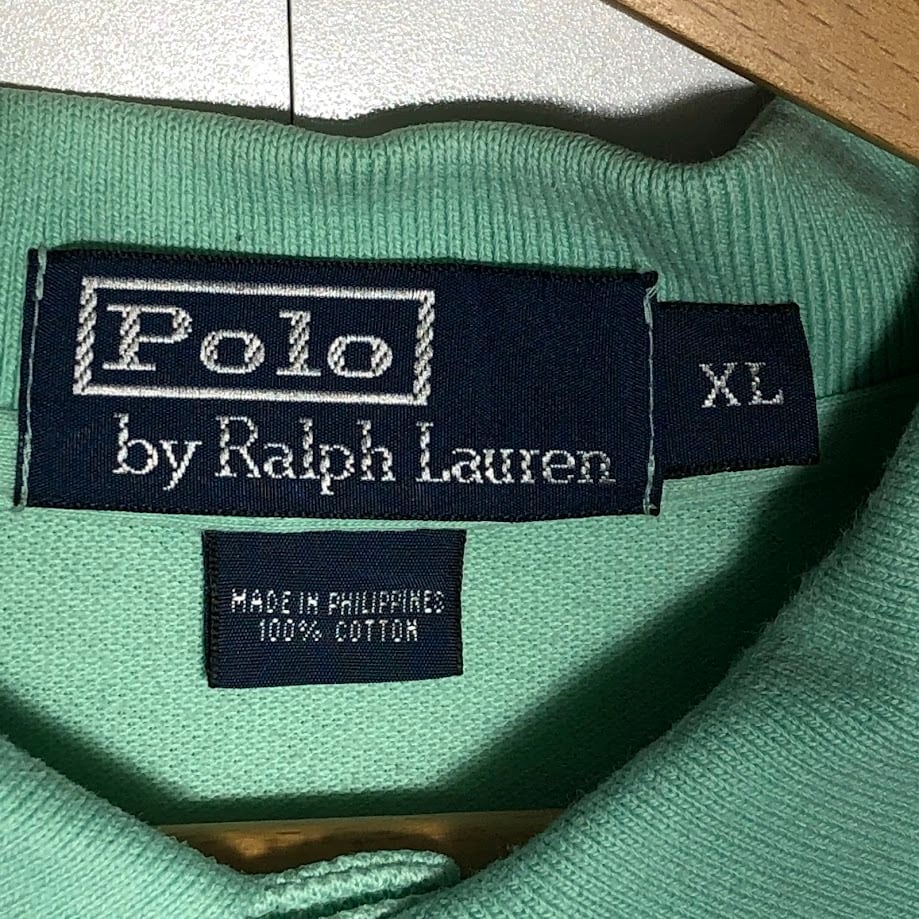 Polo
by Ralph Lauren
XL
MADE IN PHILIPPINES
100% COTTON